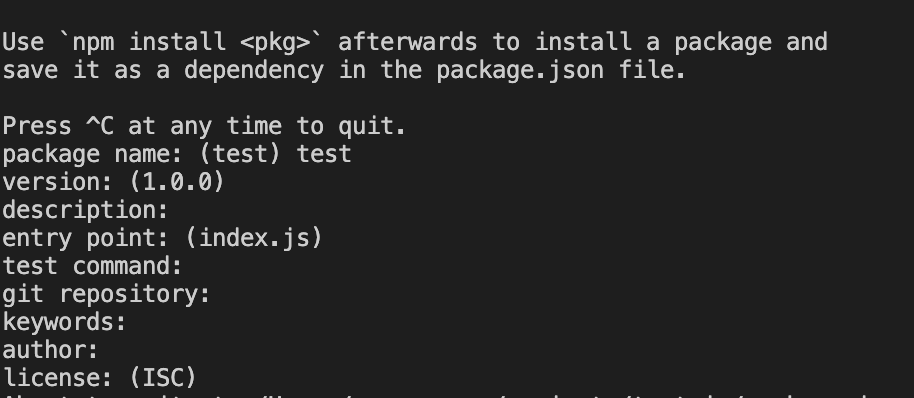 Use `npm install <pkg>` afterwards to install a package and
save it as a dependency in the package.json file.
Press ^C at any time to quit.
package name: (test) test
version: (1.0.0)
description:
entry point: (index.js)
test command:
git repository:
keywords:
author:
license: (ISC)